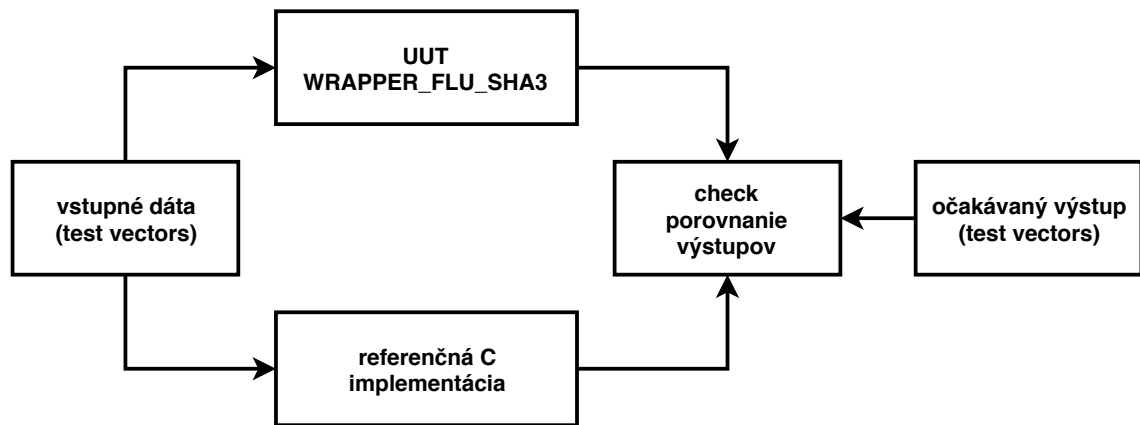 UUT
WRAPPER_FLU_SHA3
vstupné dáta
(test vectors)
check
porovnanie
výstupov
očakávaný výstup
(test vectors)
referenčná C
implementácia